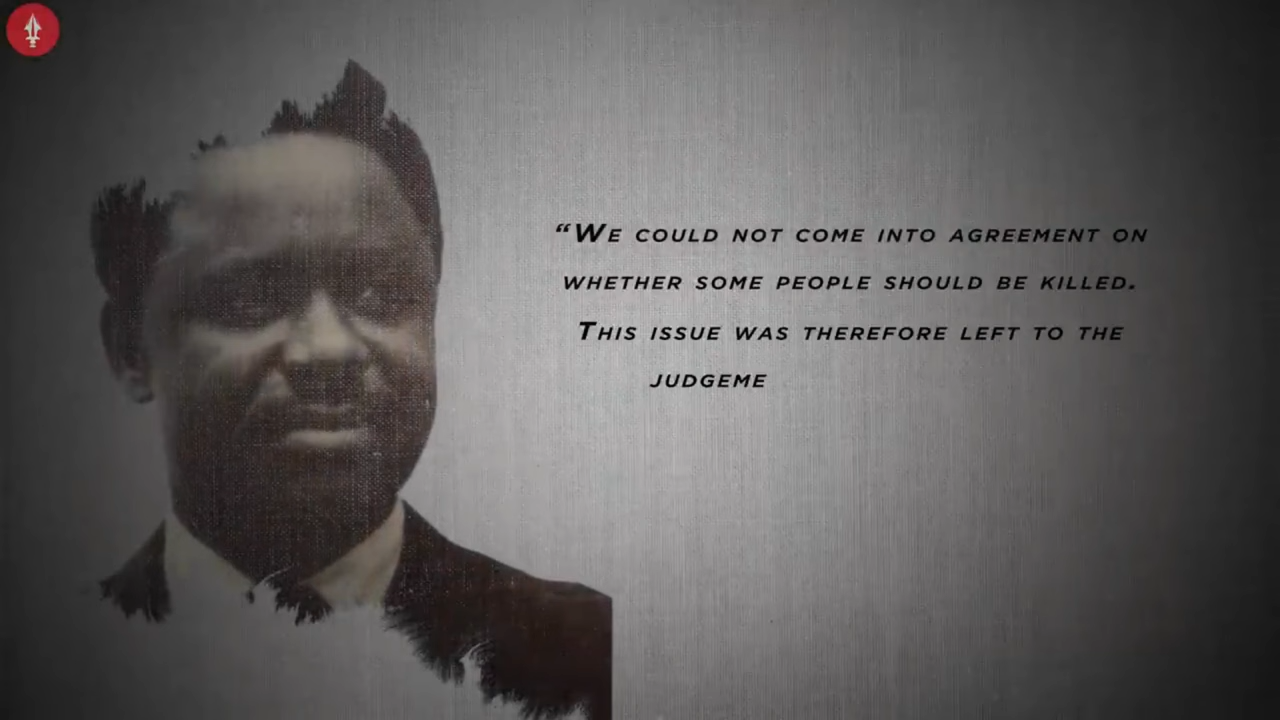 “We could not come into agreement on
whether some people should be killed.
This issue was therefore left to the
judgeme